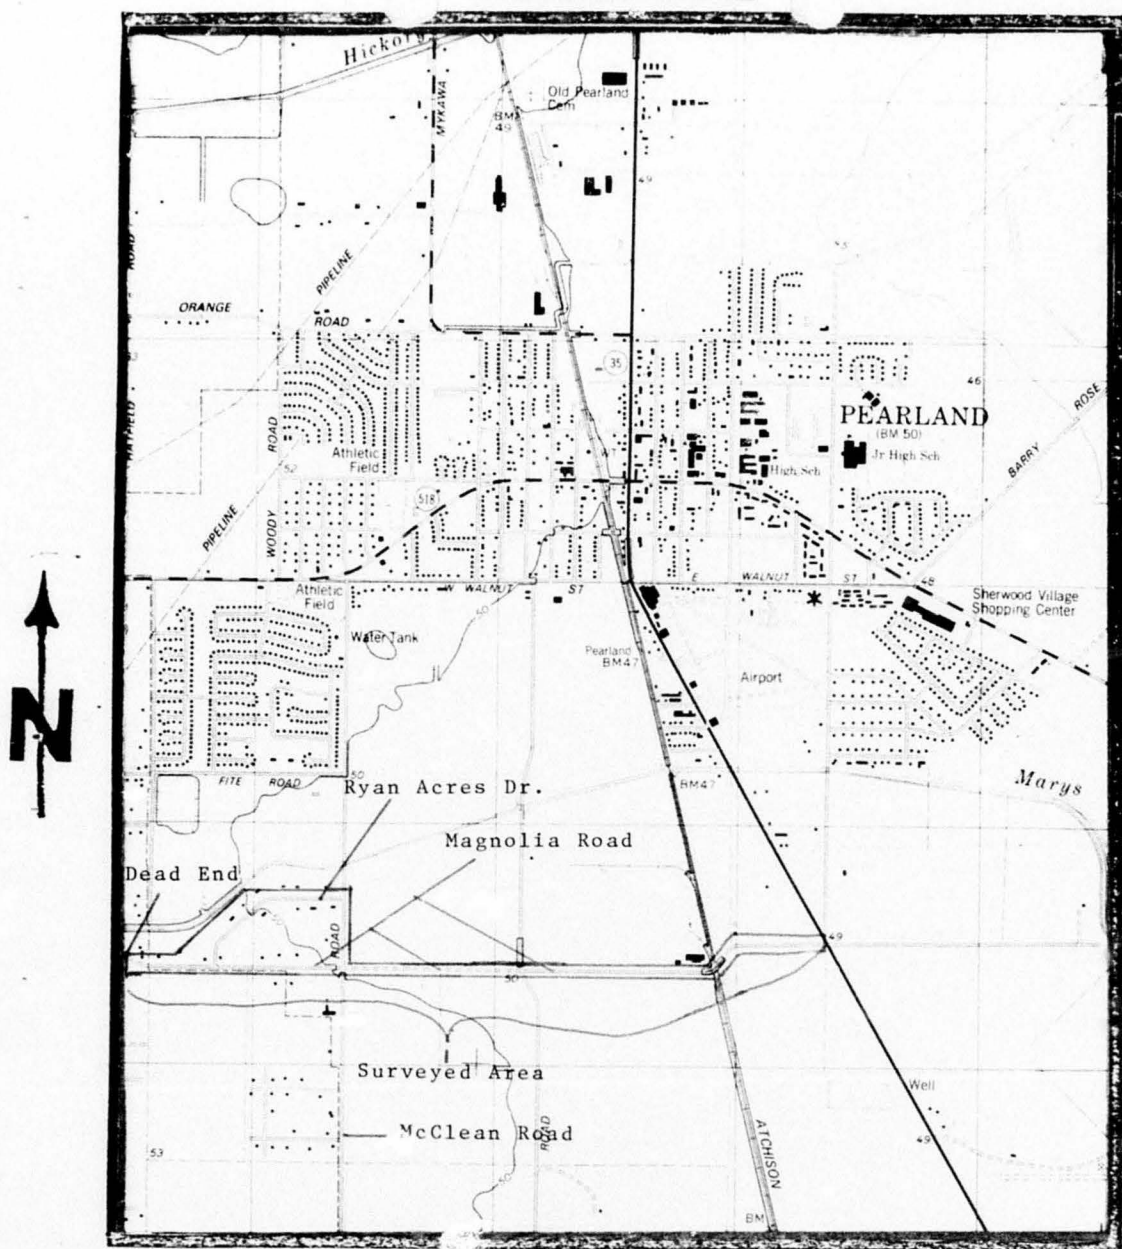 Hickory
Old Pearland
Cem
MYKAWA
BM
49
49
ROAD
PIPELINE
ORANGE
ROAD
35
46
ROSE
PEARLAND
(BM 50)
Jr High Sch
BARRY
ROAD
Athletic
Field
52
High Sch
518
PIPELINE
WOODY
W WALNUT
ST
E
WALNUT
ST
48
Athletic
Field
50
Sherwood Village
Shopping Center
Water Tank
Pearland
BM47
Airport
N
FITE
ROAD
50
Ryan Acres Dr.
BM47
Marys
Magnolia Road
Dead End
ROAD
49
50
Surveyed Area
Well
McClean Road
ROAD
ATCHISON
49
53
50
BM